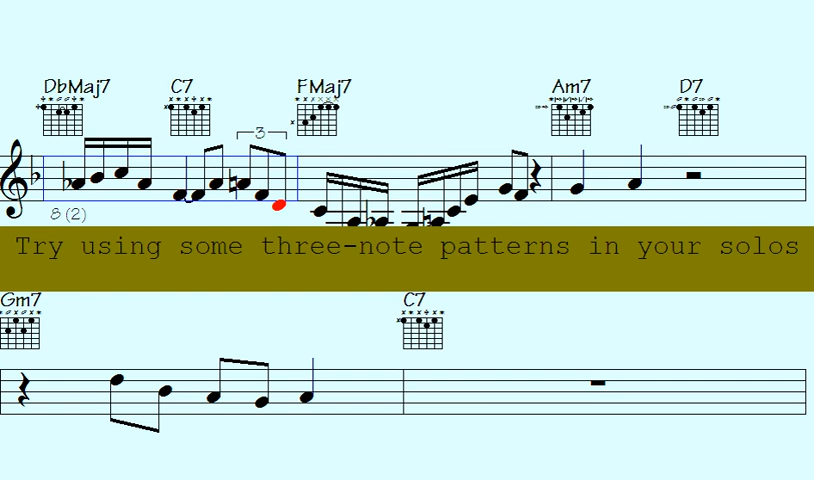 DbMaj7 C7 FMaj7 Am7 D7
3
8 (2)
Try using some three-note patterns in your solos
Gm7 C7